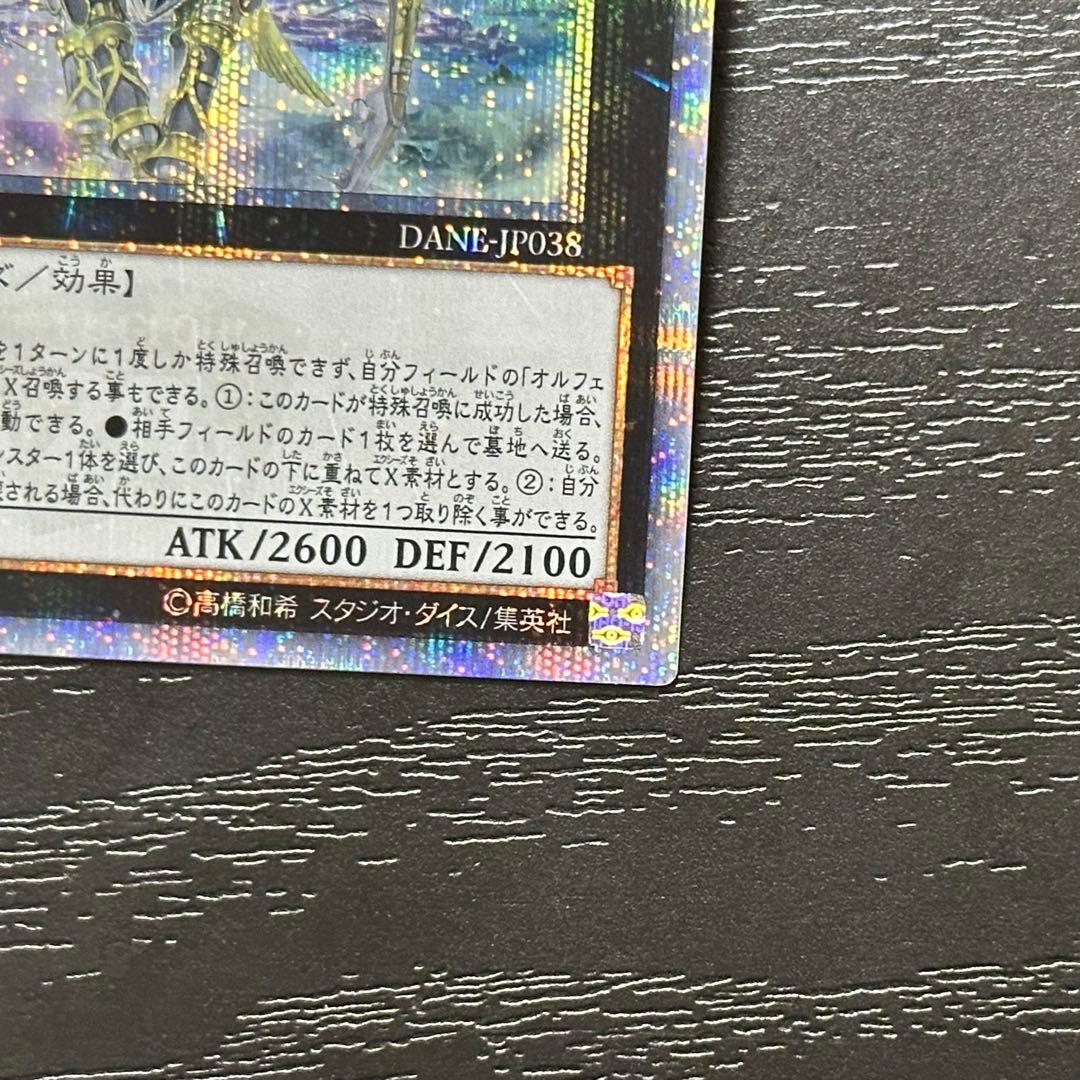 DANE-JP038
ズ／効果】
を1ターンに1度しか特殊召喚できず、自分フィールドの「オルフェ
X召喚する事もできる。①：このカードが特殊召喚に成功した場合、
動できる。●相手フィールドのカード1枚を選んで墓地へ送る。
ンスター1体を選び、このカードの下に重ねてX素材とする。②：自分
される場合、代わりにこのカードのX素材を1つ取り除く事ができる。
ATK/2600 DEF/2100
©高橋和希 スタジオ・ダイス/集英社